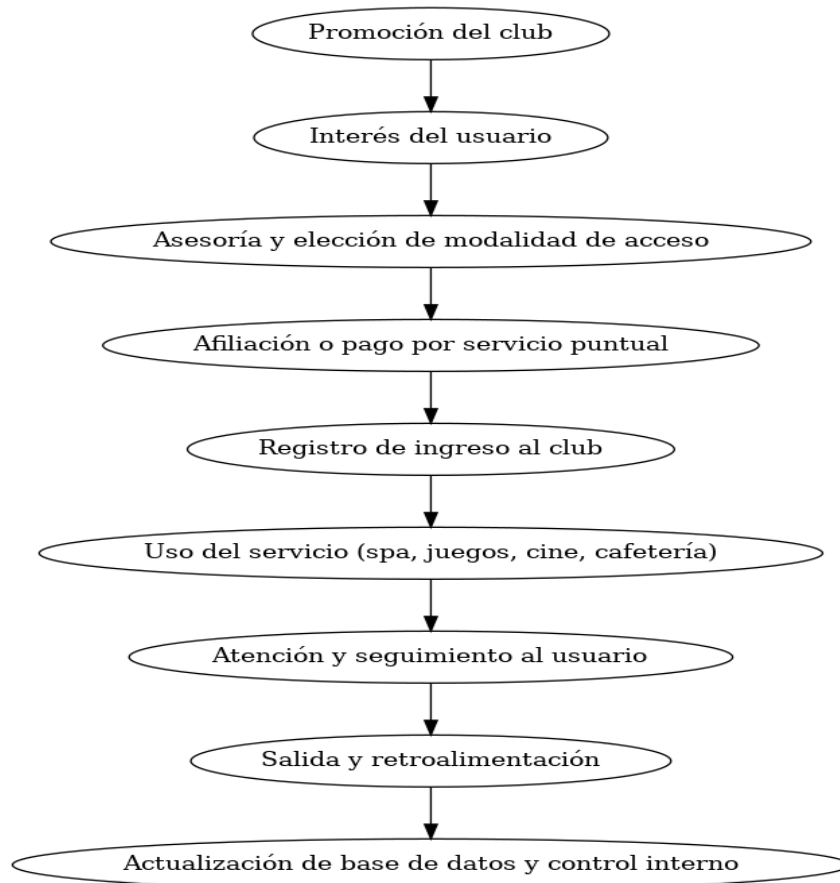 Promoción del club
Interés del usuario
Asesoría y elección de modalidad de acceso
Afiliación o pago por servicio puntual
Registro de ingreso al club
Uso del servicio (spa, juegos, cine, cafetería)
Atención y seguimiento al usuario
Salida y retroalimentación
Actualización de base de datos y control interno